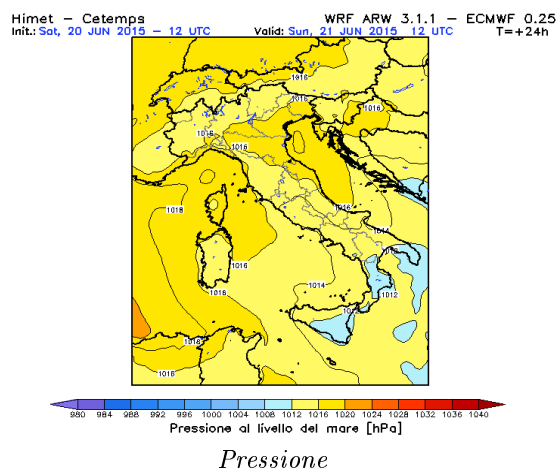 Himet – Cetemps WRF ARW 3.1.1 – ECMWF 0.25
Init.: Sat, 20 JUN 2015 – 12 UTC Valid: Sun, 21 JUN 2015 12 UTC T=+24h
1016
1016
1016
1016
1016
1018
1016
1014
1016
1016
1014
1012
1016
1016
980 984 988 992 996 1000 1004 1008 1012 1016 1020 1024 1028 1032 1036 1040
Pressione al livello del mare [hPa]
Pressione